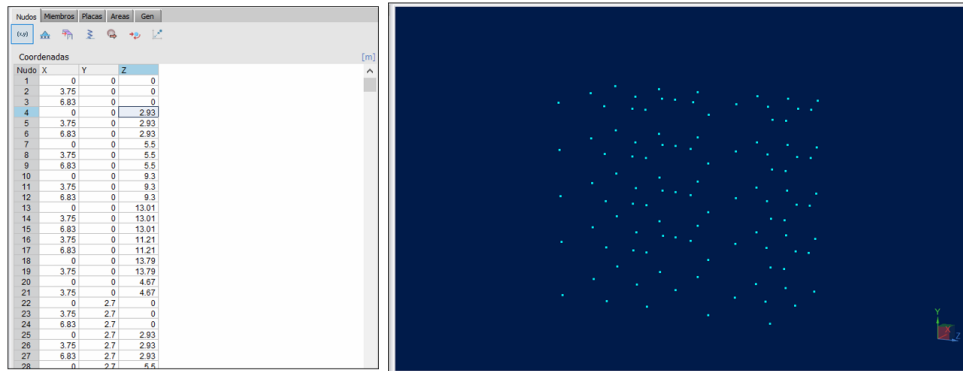 Nudos Membros Placas Areas Gen
(x,y)
Coordenadas [m]
Nudo X Y Z
1 0 0 0
2 3.75 0 0
3 6.83 0 0
4 0 0 2.93
5 3.75 0 2.93
6 6.83 0 2.93
7 0 0 5.5
8 3.75 0 5.5
9 6.83 0 5.5
10 0 0 9.3
11 3.75 0 9.3
12 6.83 0 9.3
13 0 0 13.01
14 3.75 0 13.01
15 6.83 0 13.01
16 3.75 0 11.21
17 6.83 0 11.21
18 0 0 13.79
19 3.75 0 13.79
20 0 0 4.67
21 3.75 0 4.67
22 0 2.7 0
23 3.75 2.7 0
24 6.83 2.7 0
25 0 2.7 2.93
26 3.75 2.7 2.93
27 6.83 2.7 2.93
28 0 2.7 5.5
Y
Z